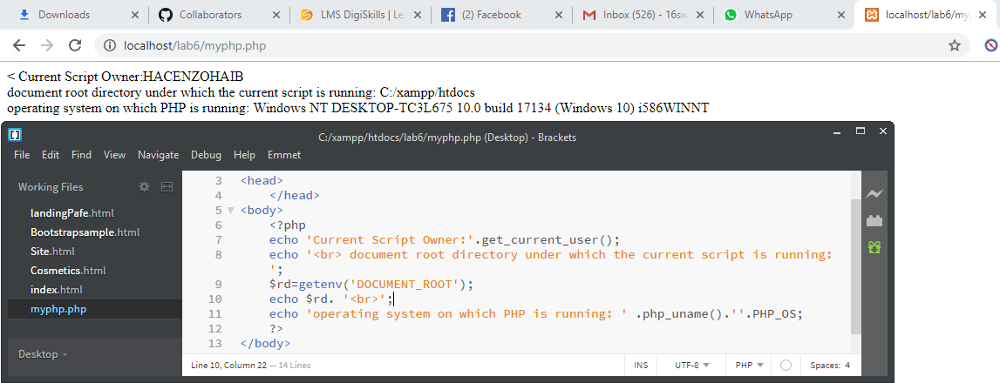 Downloads
Collaborators
LMS DigiSkills | Le
(2) Facebook
Inbox (526) - 16sw
WhatsApp
localhost/lab6/my
localhost/lab6/myphp.php
< Current Script Owner:HACENZOHAIB
document root directory under which the current script is running: C:/xampp/htdocs
operating system on which PHP is running: Windows NT DESKTOP-TC3L675 10.0 build 17134 (Windows 10) i586WINNT
C:/xampp/htdocs/lab6/myphp.php (Desktop) - Brackets
File Edit Find View Navigate Debug Help Emmet
Working Files
landingPafe.html
Bootstrapsample.html
Site.html
Cosmetics.html
index.html
myphp.php
Desktop
3 <head>
4 </head>
5 <body>
6 <?php
7 echo 'Current Script Owner:'.get_current_user();
8 echo '<br> document root directory under which the current script is running:
';
9 $rd=getenv('DOCUMENT_ROOT');
10 echo $rd. '<br>';
11 echo 'operating system on which PHP is running: ' .php_uname().''.PHP_OS;
12 ?>
13 </body>
Line 10, Column 22 — 14 Lines
INS UTF-8 PHP Spaces: 4